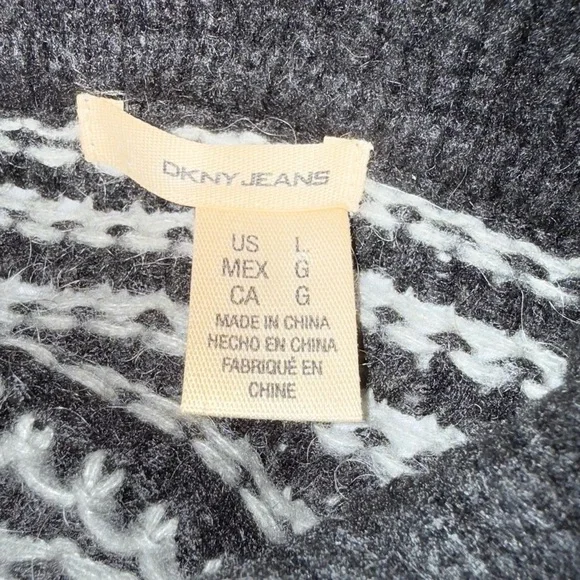 DKNY JEANS
US L
MEX G
CA G
MADE IN CHINA
HECHO EN CHINA
FABRIQUÉ EN
CHINE